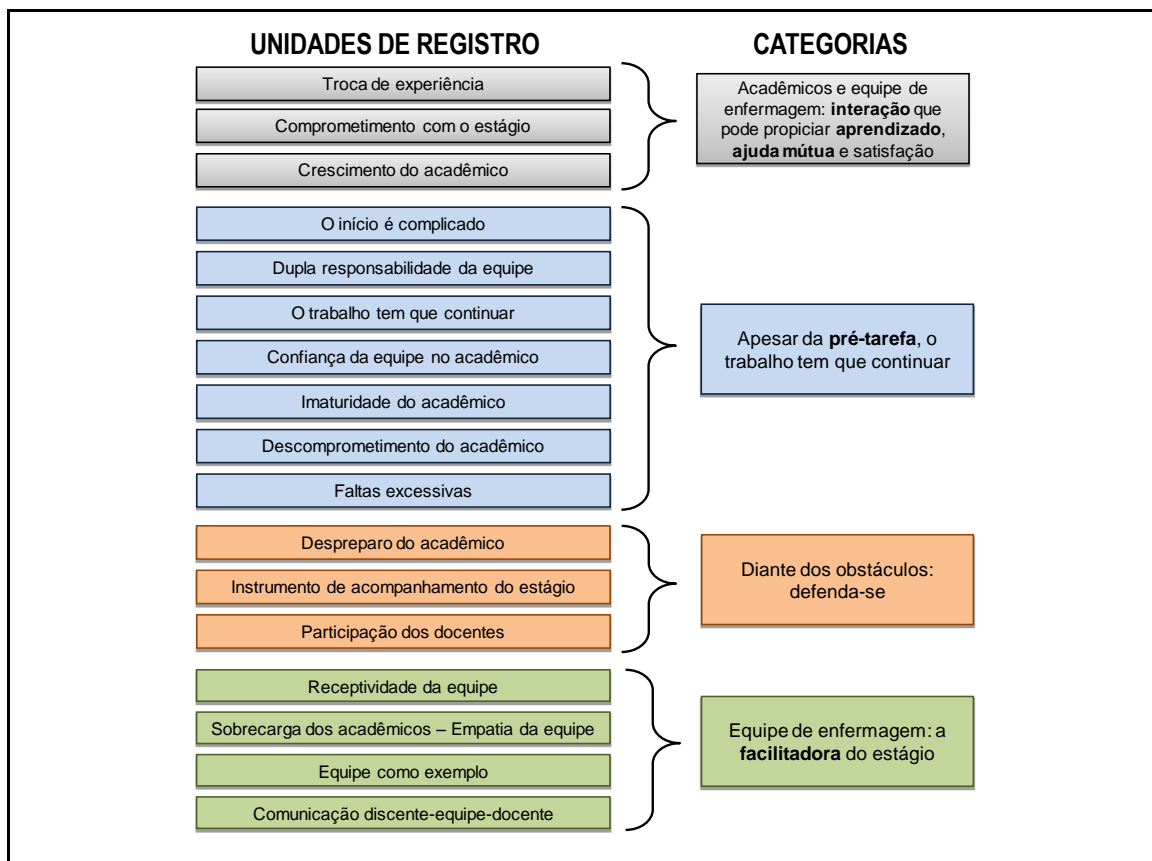 UNIDADES DE REGISTRO
CATEGORIAS
Troca de experiência
Comprometimento com o estágio
Crescimento do acadêmico
Acadêmicos e equipe de
enfermagem: interação que
pode propiciar aprendizado,
ajuda mútua e satisfação
O início é complicado
Dupla responsabilidade da equipe
O trabalho tem que continuar
Confiança da equipe no acadêmico
Imaturidade do acadêmico
Descomprometimento do acadêmico
Faltas excessivas
Apesar da pré-tarefa, o
trabalho tem que continuar
Despreparo do acadêmico
Instrumento de acompanhamento do estágio
Participação dos docentes
Diante dos obstáculos:
defenda-se
Receptividade da equipe
Sobrecarga dos acadêmicos – Empatia da equipe
Equipe como exemplo
Comunicação discente-equipe-docente
Equipe de enfermagem: a
facilitadora do estágio